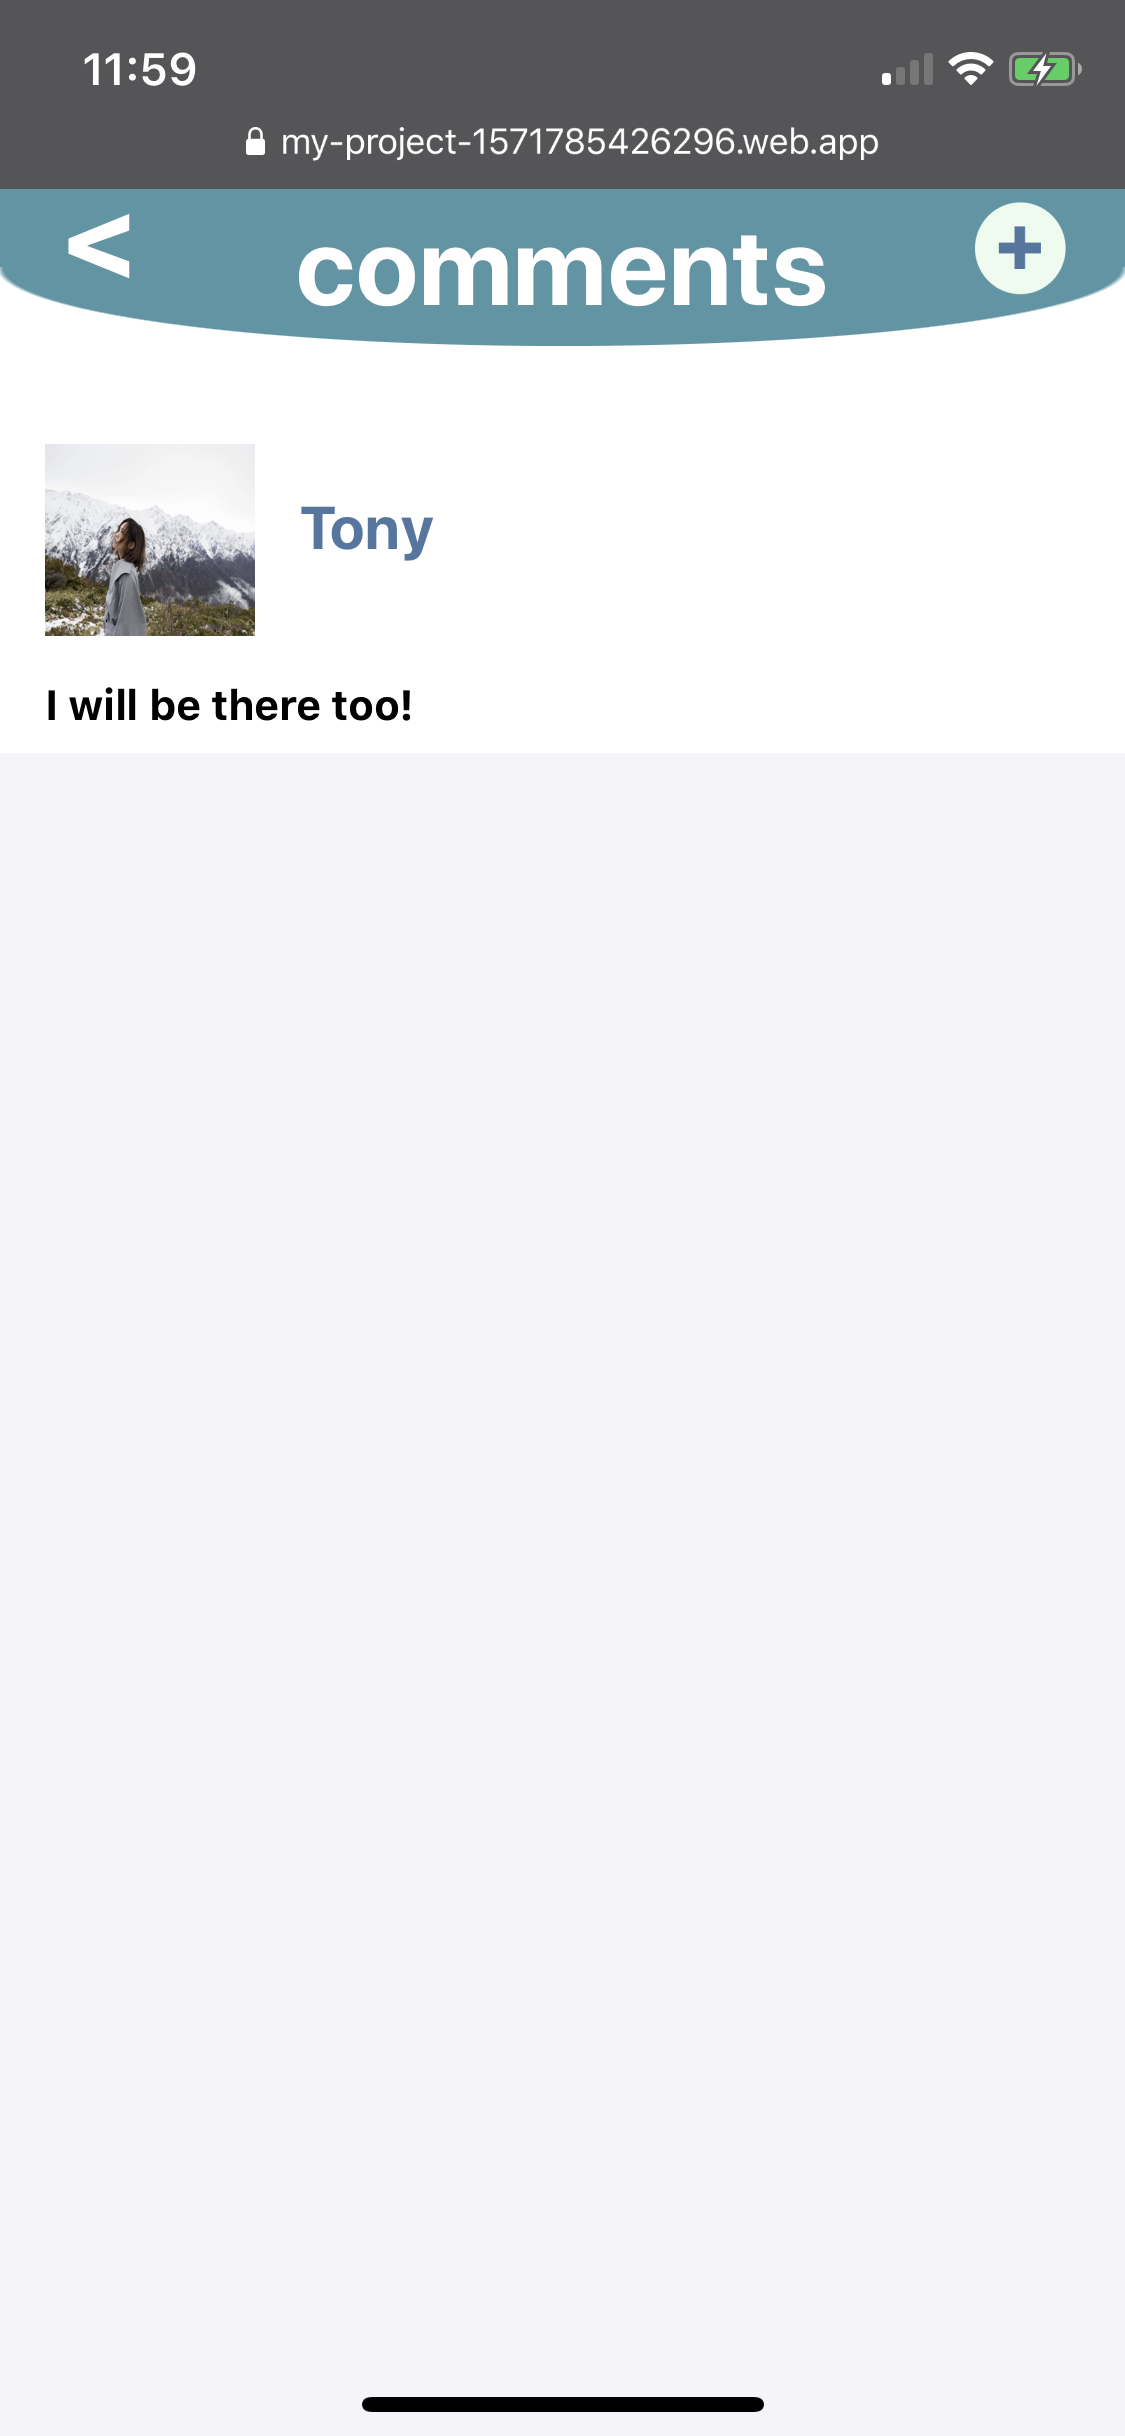 11:59
my-project-1571785426296.web.app
< comments +
Tony
I will be there too!